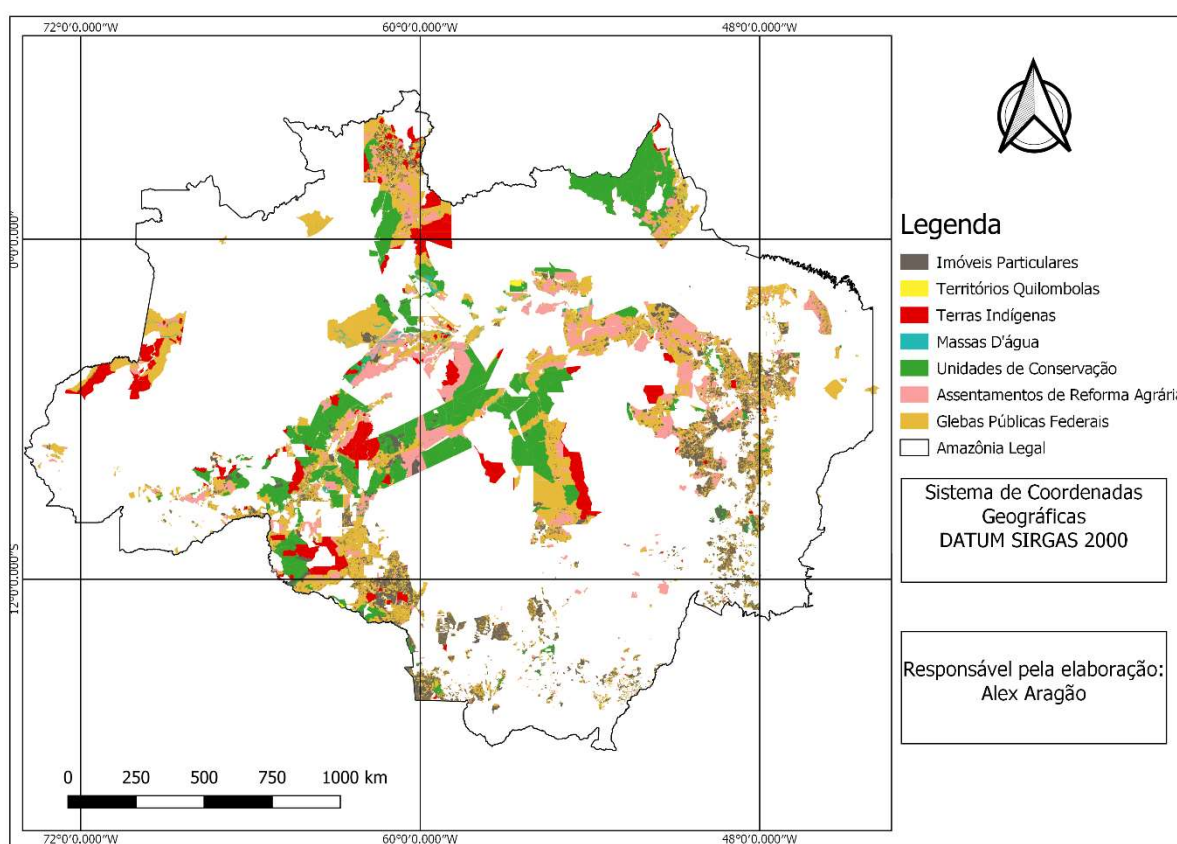 72°0'0.000"W
60°0'0.000"W
48°0'0.000"W
0°0'0.000"
12°0'0.000"S
Legenda
Imóveis Particulares
Territórios Quilombolas
Terras Indígenas
Massas D'água
Unidades de Conservação
Assentamentos de Reforma Agrária
Glebas Públicas Federais
Amazônia Legal
Sistema de Coordenadas
Geográficas
DATUM SIRGAS 2000
Responsável pela elaboração:
Alex Aragão
0 250 500 750 1000 km
72°0'0.000"W
60°0'0.000"W
48°0'0.000"W